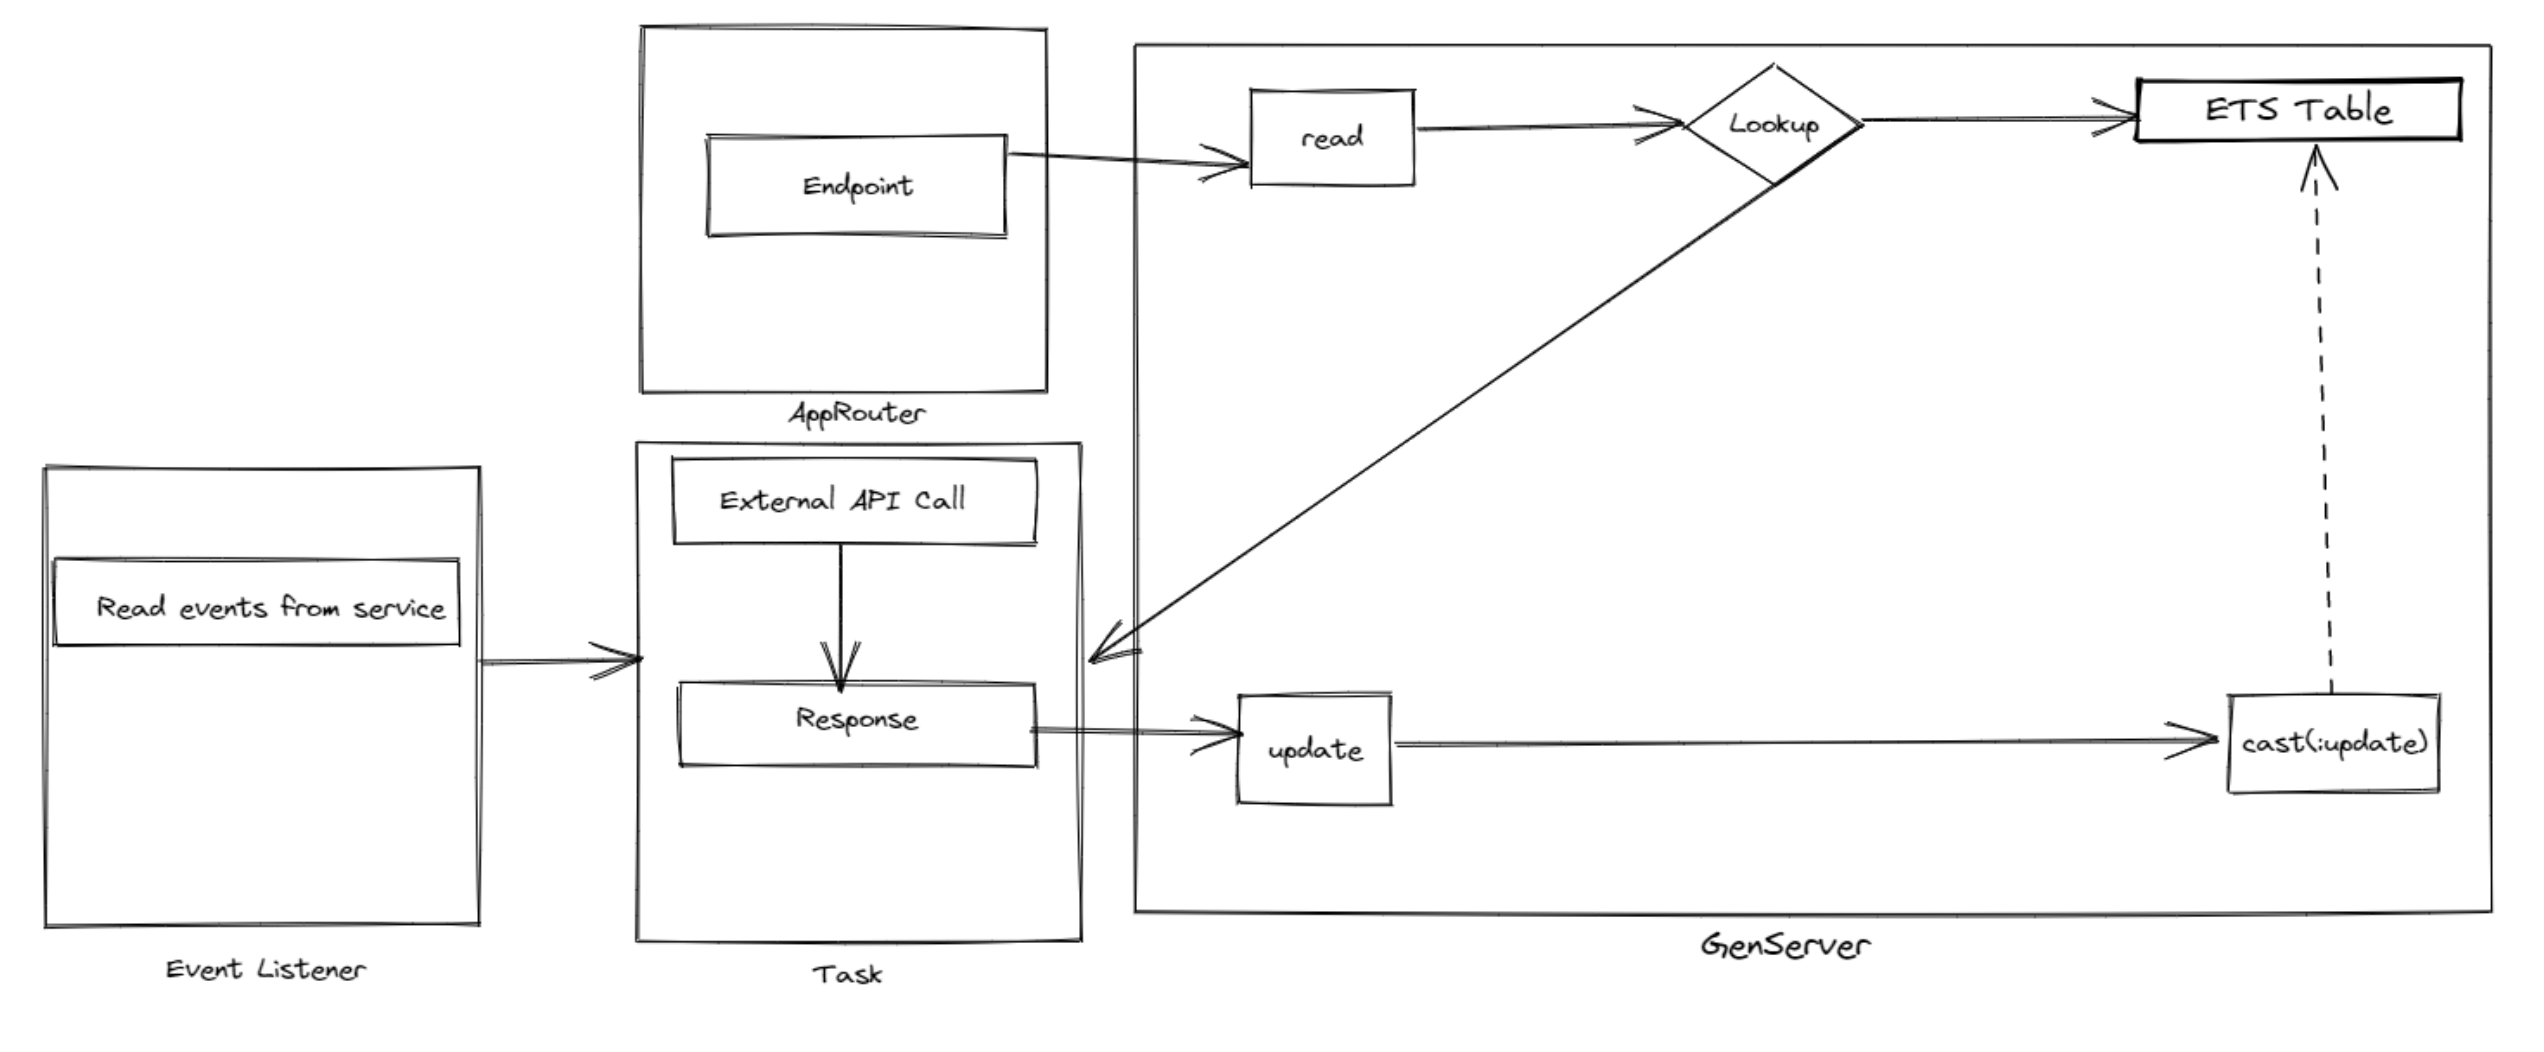 Endpoint
AppRouter
read
Lookup
ETS Table
Read events from service
Event Listener
External API Call
Response
Task
update
cast(:update)
GenServer